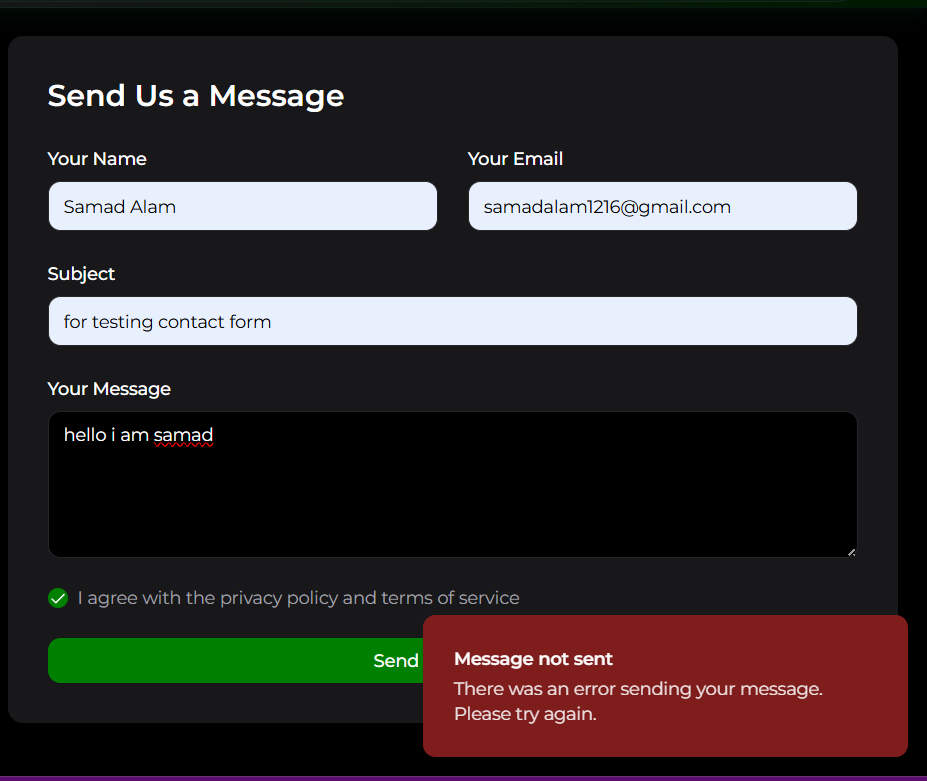 Send Us a Message
Your Name
Your Email
Samad Alam
samadalam1216@gmail.com
Subject
for testing contact form
Your Message
hello i am samad
I agree with the privacy policy and terms of service
Send
Message not sent
There was an error sending your message.
Please try again.